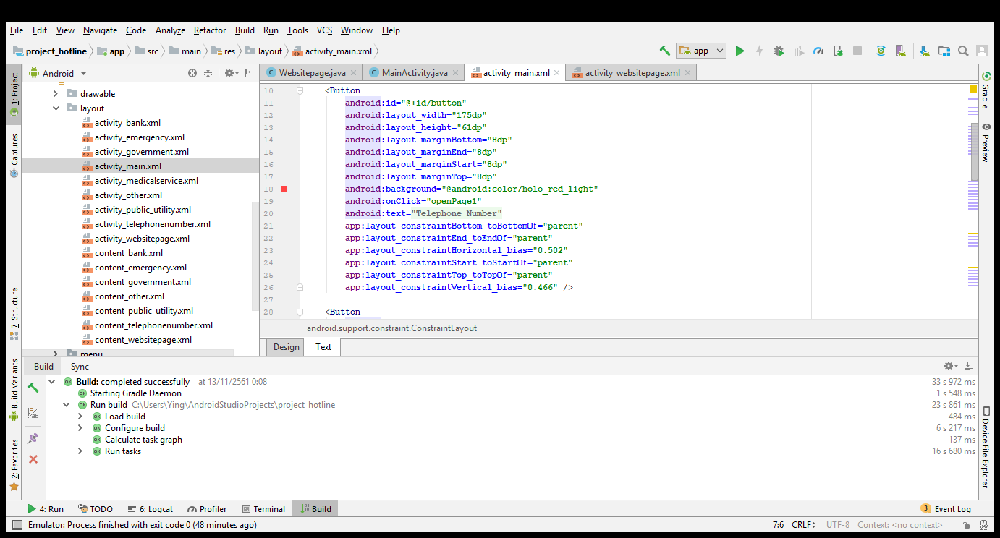 File Edit View Navigate Code Analyze Refactor Build Run Tools VCS Window Help
project_hotline app src main res layout activity_main.xml app
1: Project
Captures
7: Structure
Build Variants
2: Favorites
Android
drawable
layout
activity_bank.xml
activity_emergency.xml
activity_government.xml
activity_main.xml
activity_medicalservice.xml
activity_other.xml
activity_public_utility.xml
activity_telephonenumber.xml
activity_websitepage.xml
content_bank.xml
content_emergency.xml
content_government.xml
content_other.xml
content_public_utility.xml
content_telephonenumber.xml
content_websitepage.xml
menu
Websitepage.java MainActivity.java activity_main.xml activity_websitepage.xml
10 <Button
11 android:id="@+id/button"
12 android:layout_width="175dp"
13 android:layout_height="61dp"
14 android:layout_marginBottom="8dp"
15 android:layout_marginEnd="8dp"
16 android:layout_marginStart="8dp"
17 android:layout_marginTop="8dp"
18 android:background="@android:color/holo_red_light"
19 android:onClick="openPage1"
20 android:text="Telephone Number"
21 app:layout_constraintBottom_toBottomOf="parent"
22 app:layout_constraintEnd_toEndOf="parent"
23 app:layout_constraintHorizontal_bias="0.502"
24 app:layout_constraintStart_toStartOf="parent"
25 app:layout_constraintTop_toTopOf="parent"
26 app:layout_constraintVertical_bias="0.466" />
27
28 <Button
android.support.constraint.ConstraintLayout
Design Text
Gradle
Preview
Device File Explorer
Build Sync
Build: completed successfully at 13/11/2561 0:08 33 s 972 ms
Starting Gradle Daemon 1 s 548 ms
Run build C:\Users\Ying\AndroidStudioProjects\project_hotline 23 s 861 ms
Load build 484 ms
Configure build 6 s 217 ms
Calculate task graph 137 ms
Run tasks 16 s 680 ms
4: Run TODO 6: Logcat Profiler Terminal Build 3 Event Log
Emulator: Process finished with exit code 0 (48 minutes ago) 7:6 CRLF UTF-8 Context: <no context>